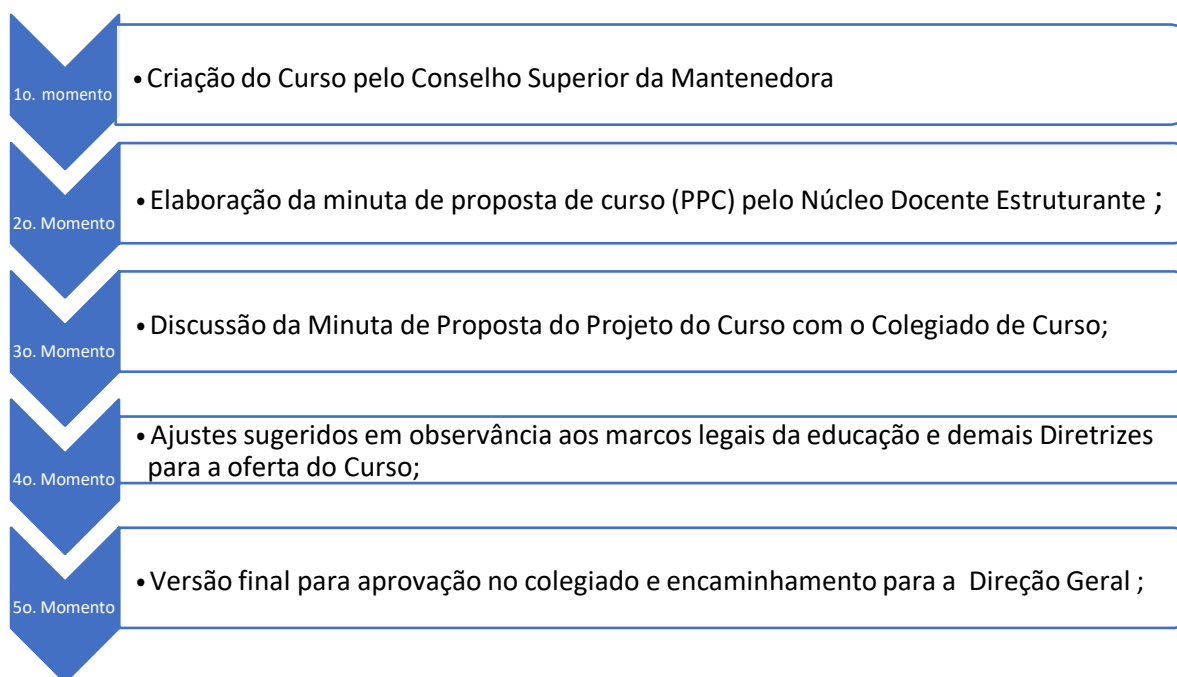 1o. momento
•Criação do Curso pelo Conselho Superior da Mantenedora
2o. Momento
•Elaboração da minuta de proposta de curso (PPC) pelo Núcleo Docente Estruturante ;
3o. Momento
•Discussão da Minuta de Proposta do Projeto do Curso com o Colegiado de Curso;
4o. Momento
•Ajustes sugeridos em observância aos marcos legais da educação e demais Diretrizes
para a oferta do Curso;
5o. Momento
•Versão final para aprovação no colegiado e encaminhamento para a Direção Geral ;